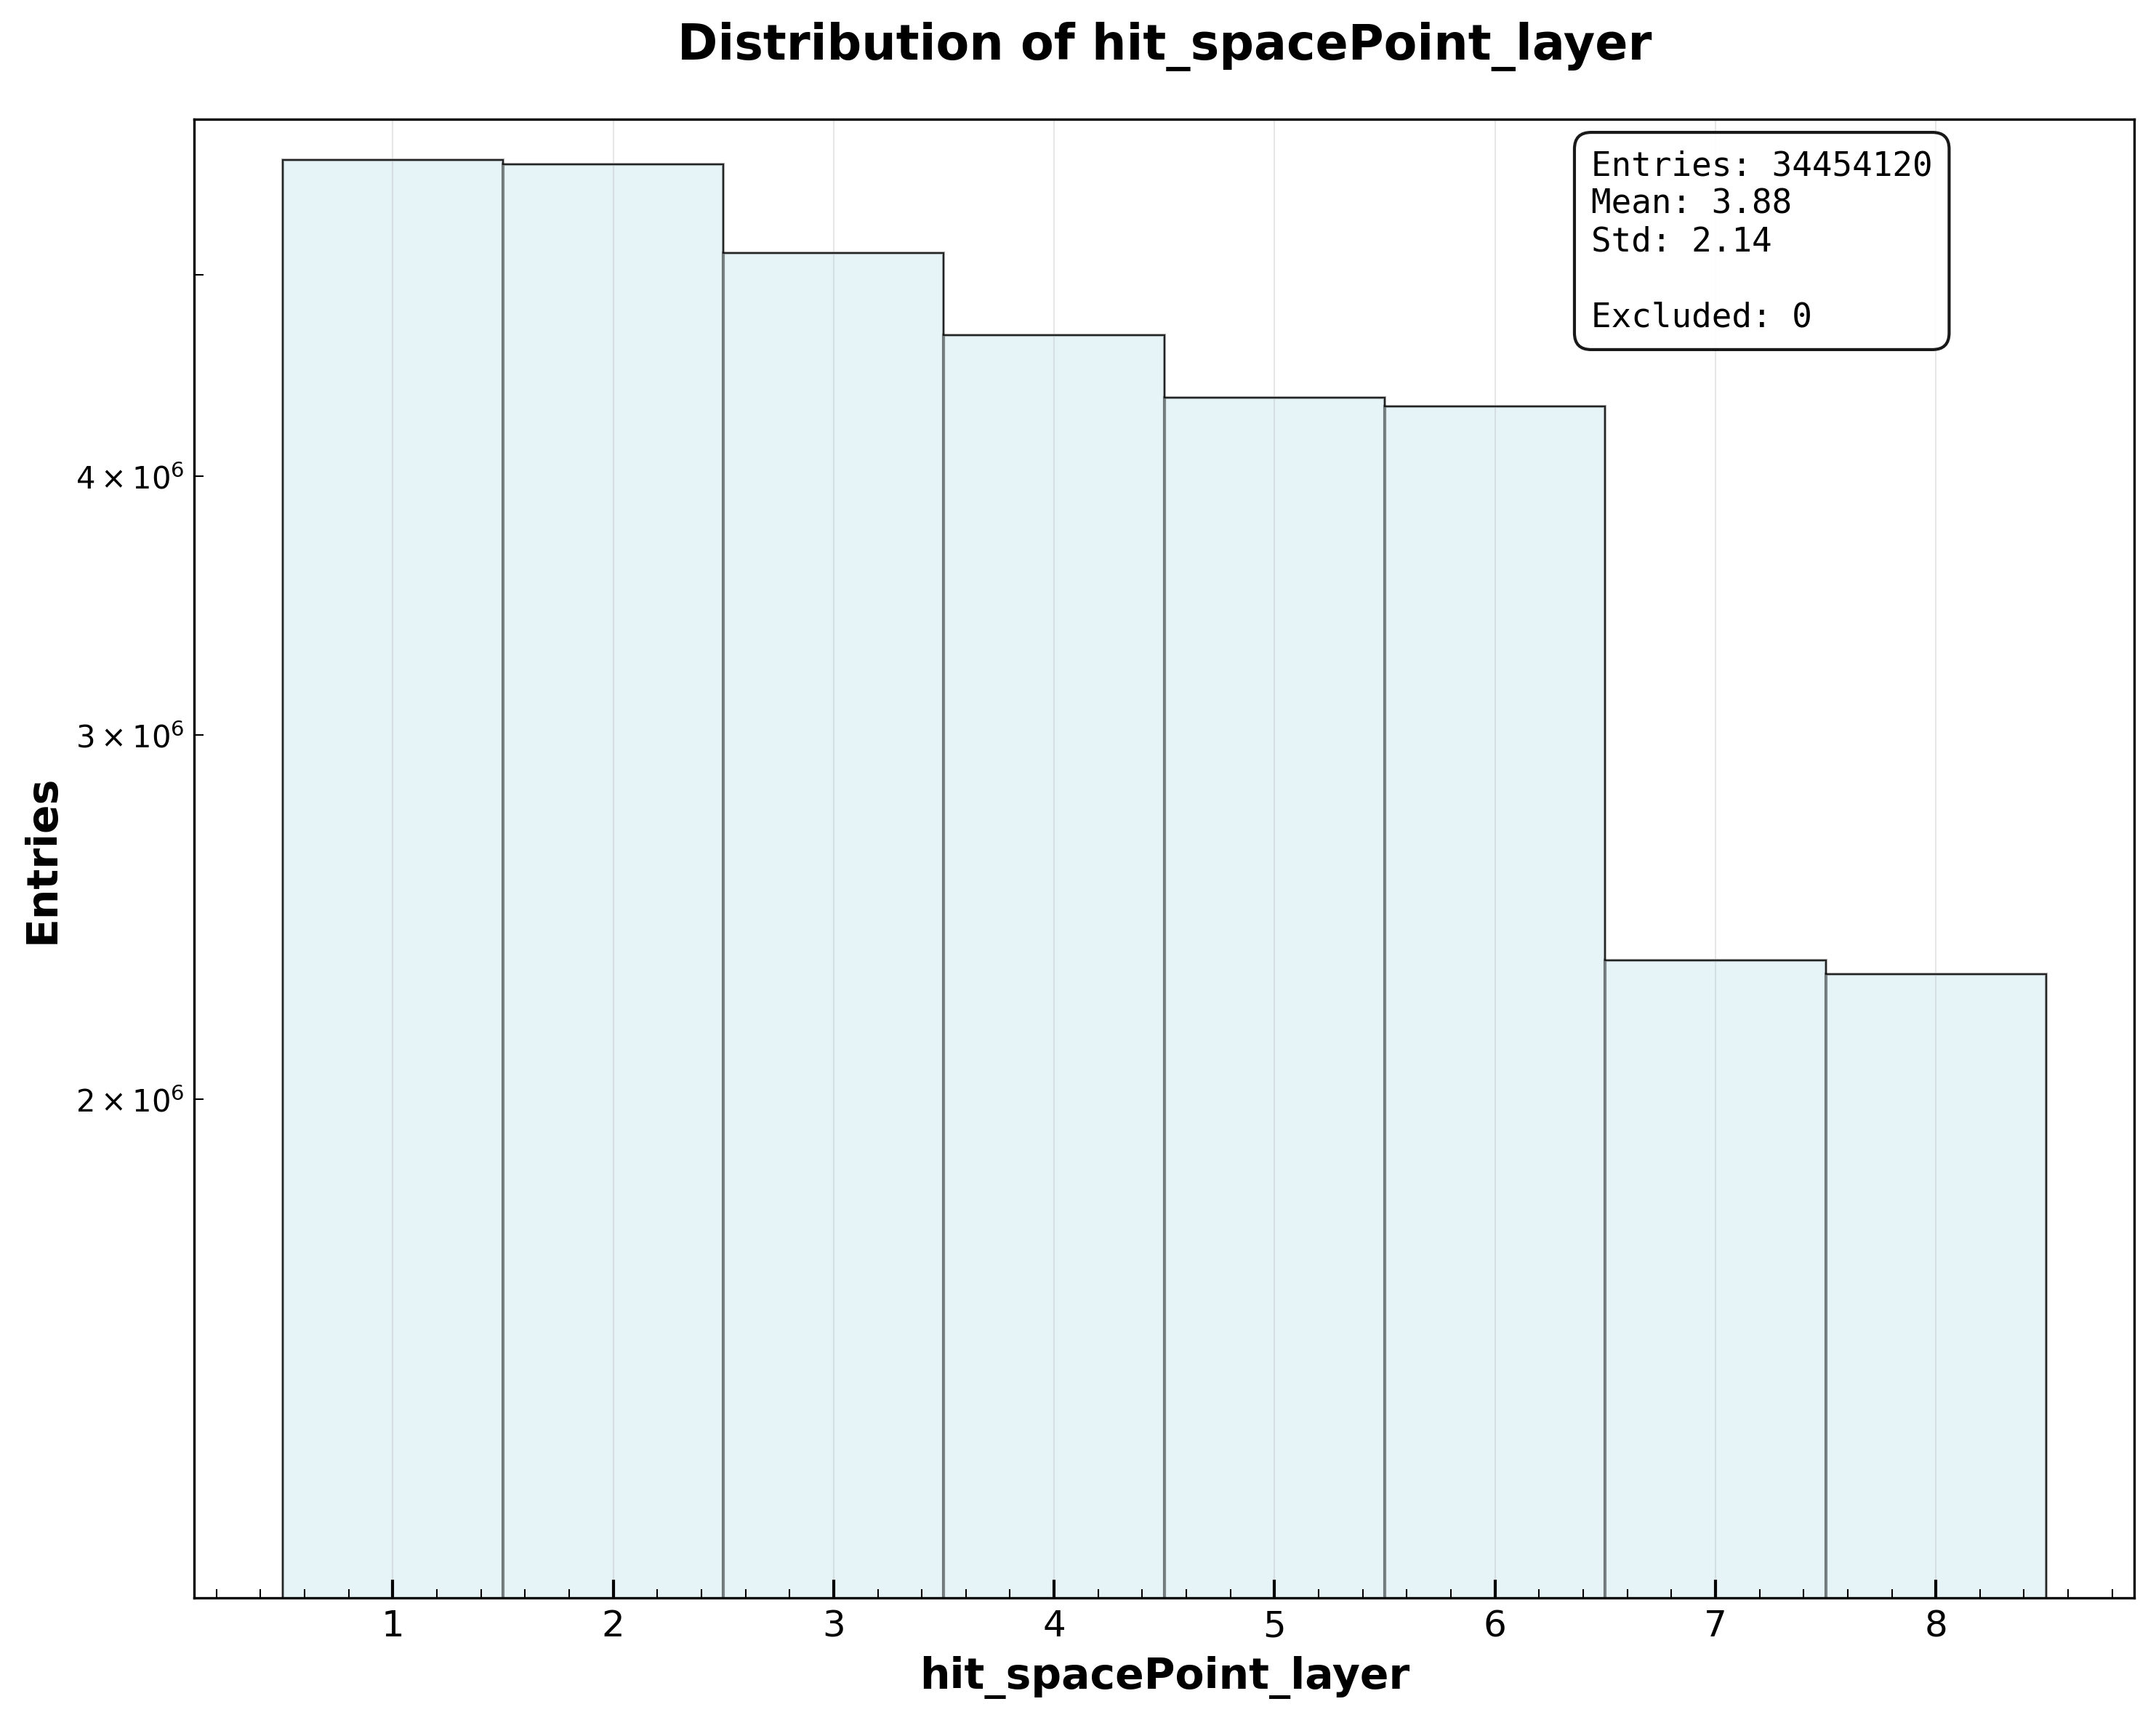 Distribution of hit_spacePoint_layer
Entries: 34454120
Mean: 3.88
Std: 2.14
Excluded: 0
4×10⁶
3×10⁶
2×10⁶
Entries
1 2 3 4 5 6 7 8
hit_spacePoint_layer